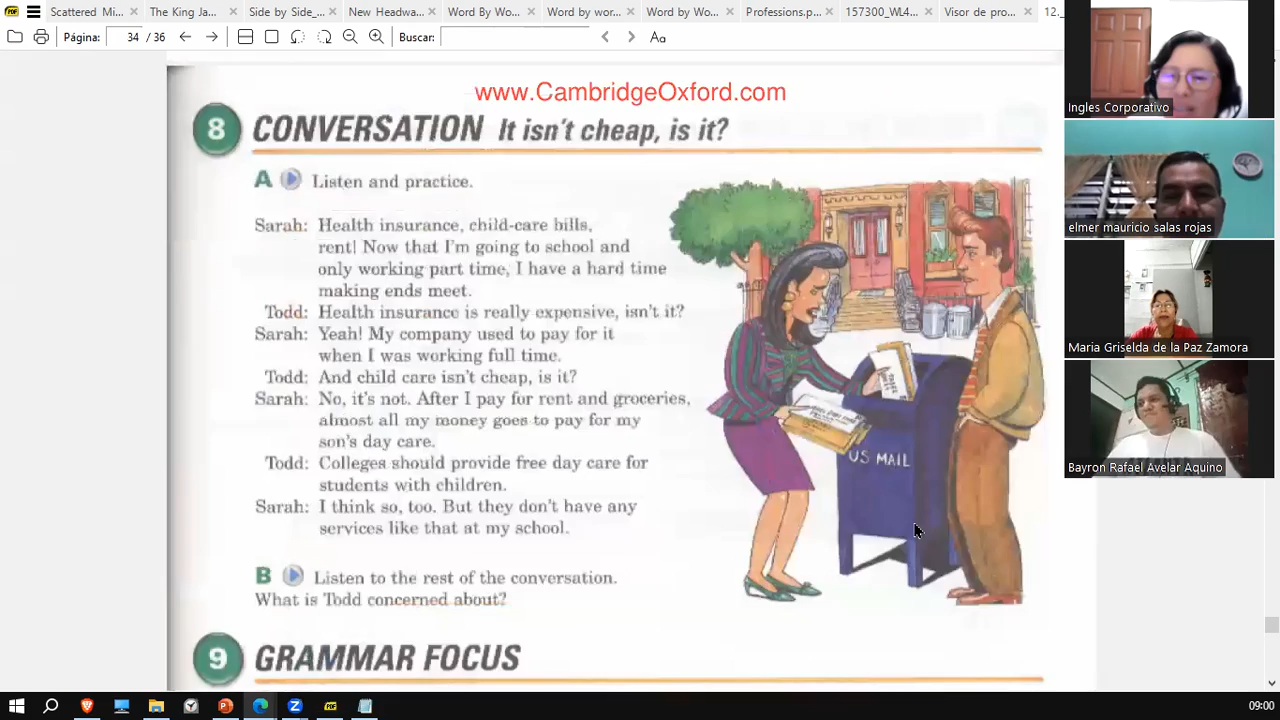 Scattered Mi...
The King Ja...
Side by Side_...
New Headwa...
Word By Wo...
Word by wor...
Word by Wo...
Professions.p...
157300_WL4...
Visor de pro...
12._
Página: 34 / 36
Buscar:
Aa
www.CambridgeOxford.com
8 CONVERSATION It isn't cheap, is it?
A Listen and practice.
Sarah: Health insurance, child-care bills,
rent! Now that I'm going to school and
only working part time, I have a hard time
making ends meet.
Todd: Health insurance is really expensive, isn't it?
Sarah: Yeah! My company used to pay for it
when I was working full time.
Todd: And child care isn't cheap, is it?
Sarah: No, it's not. After I pay for rent and groceries,
almost all my money goes to pay for my
son's day care.
Todd: Colleges should provide free day care for
students with children.
Sarah: I think so, too. But they don't have any
services like that at my school.
US MAIL
B Listen to the rest of the conversation.
What is Todd concerned about?
9 GRAMMAR FOCUS
Ingles Corporativo
elmer mauricio salas rojas
Maria Griselda de la Paz Zamora
Bayron Rafael Avelar Aquino
09:00